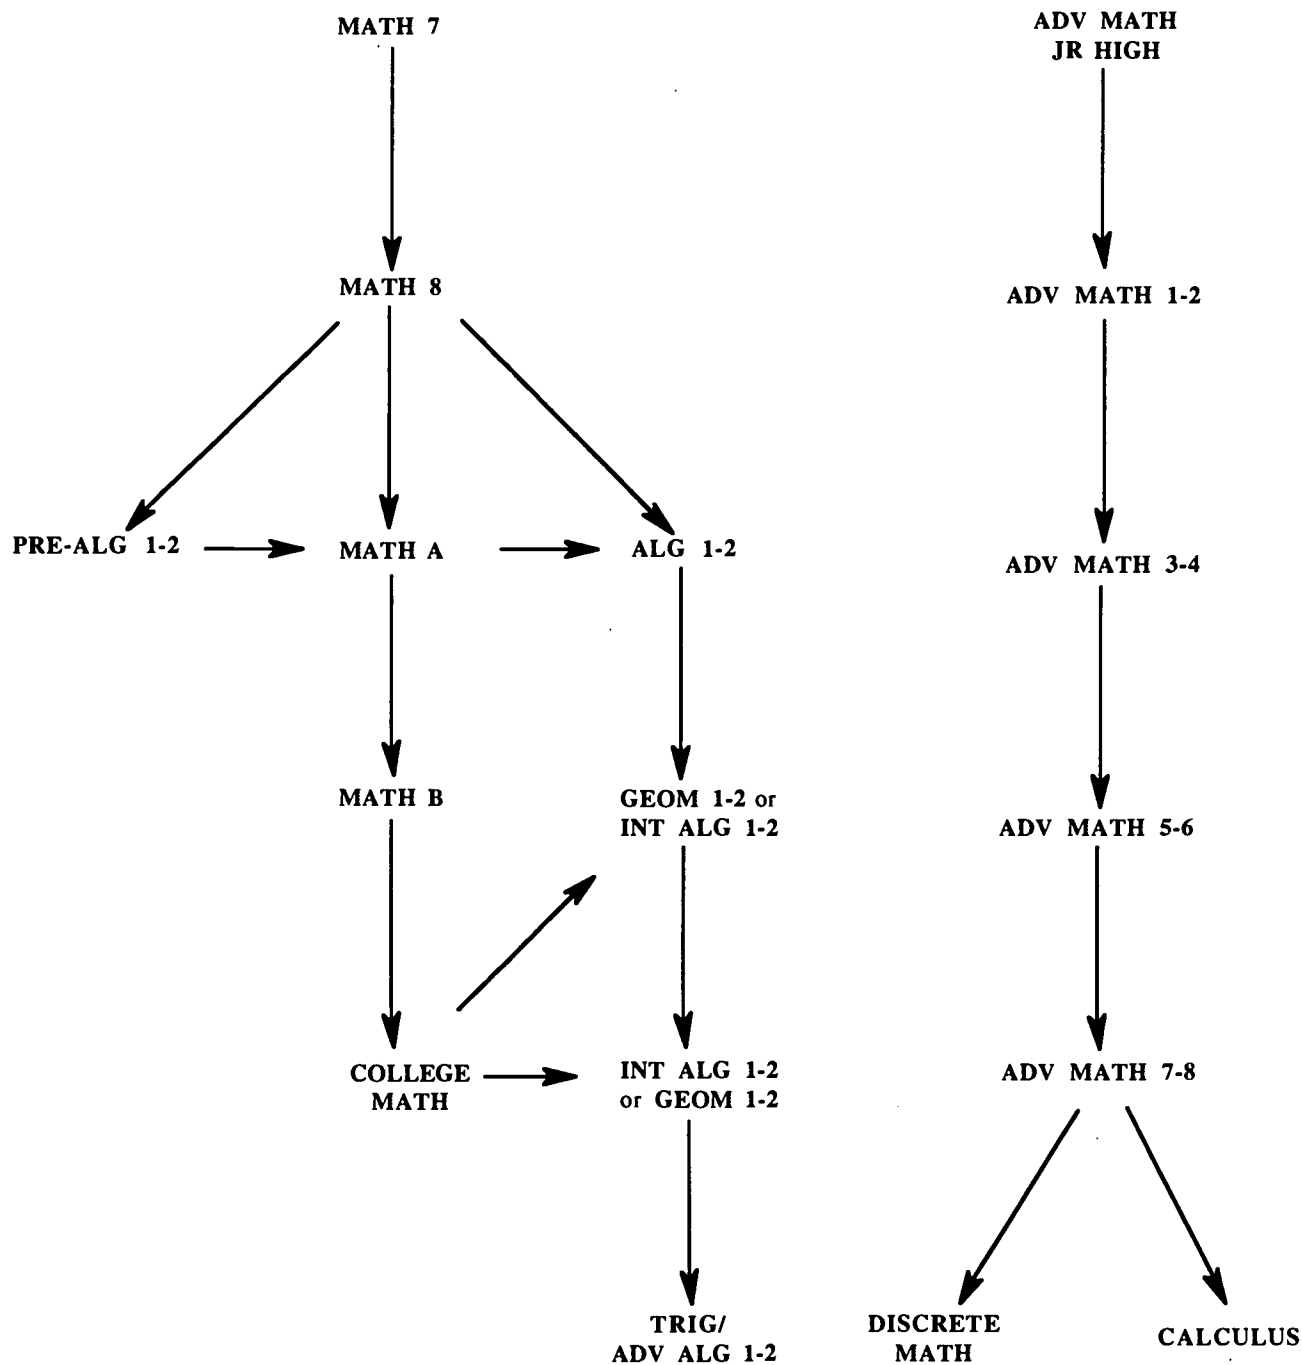 MATH 7
ADV MATH
JR HIGH
MATH 8
ADV MATH 1-2
PRE-ALG 1-2
MATH A
ALG 1-2
ADV MATH 3-4
MATH B
GEOM 1-2 or
INT ALG 1-2
ADV MATH 5-6
COLLEGE
MATH
INT ALG 1-2
or GEOM 1-2
ADV MATH 7-8
TRIG/
ADV ALG 1-2
DISCRETE
MATH
CALCULUS